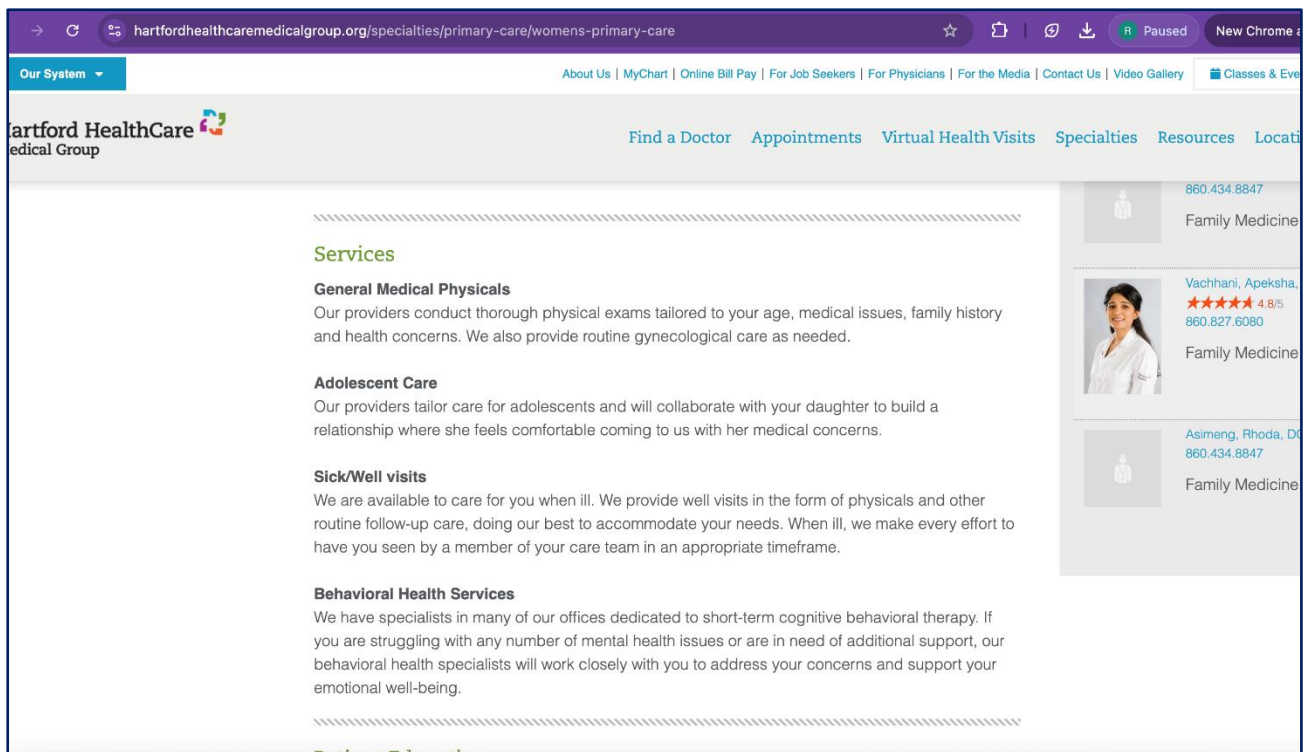 hartfordhealthcaremedicalgroup.org/specialties/primary-care/womens-primary-care
R Paused
New Chrome a
Our System
About Us | MyChart | Online Bill Pay | For Job Seekers | For Physicians | For the Media | Contact Us | Video Gallery
Classes & Eve
artford HealthCare
edical Group
Find a Doctor Appointments Virtual Health Visits Specialties Resources Locati
860.434.8847
Family Medicine
Services
General Medical Physicals
Our providers conduct thorough physical exams tailored to your age, medical issues, family history
and health concerns. We also provide routine gynecological care as needed.
Adolescent Care
Our providers tailor care for adolescents and will collaborate with your daughter to build a
relationship where she feels comfortable coming to us with her medical concerns.
Sick/Well visits
We are available to care for you when ill. We provide well visits in the form of physicals and other
routine follow-up care, doing our best to accommodate your needs. When ill, we make every effort to
have you seen by a member of your care team in an appropriate timeframe.
Behavioral Health Services
We have specialists in many of our offices dedicated to short-term cognitive behavioral therapy. If
you are struggling with any number of mental health issues or are in need of additional support, our
behavioral health specialists will work closely with you to address your concerns and support your
emotional well-being.
Vachhani, Apeksha,
4.8/5
860.827.6080
Family Medicine
Asimeng, Rhoda, DO
860.434.8847
Family Medicine